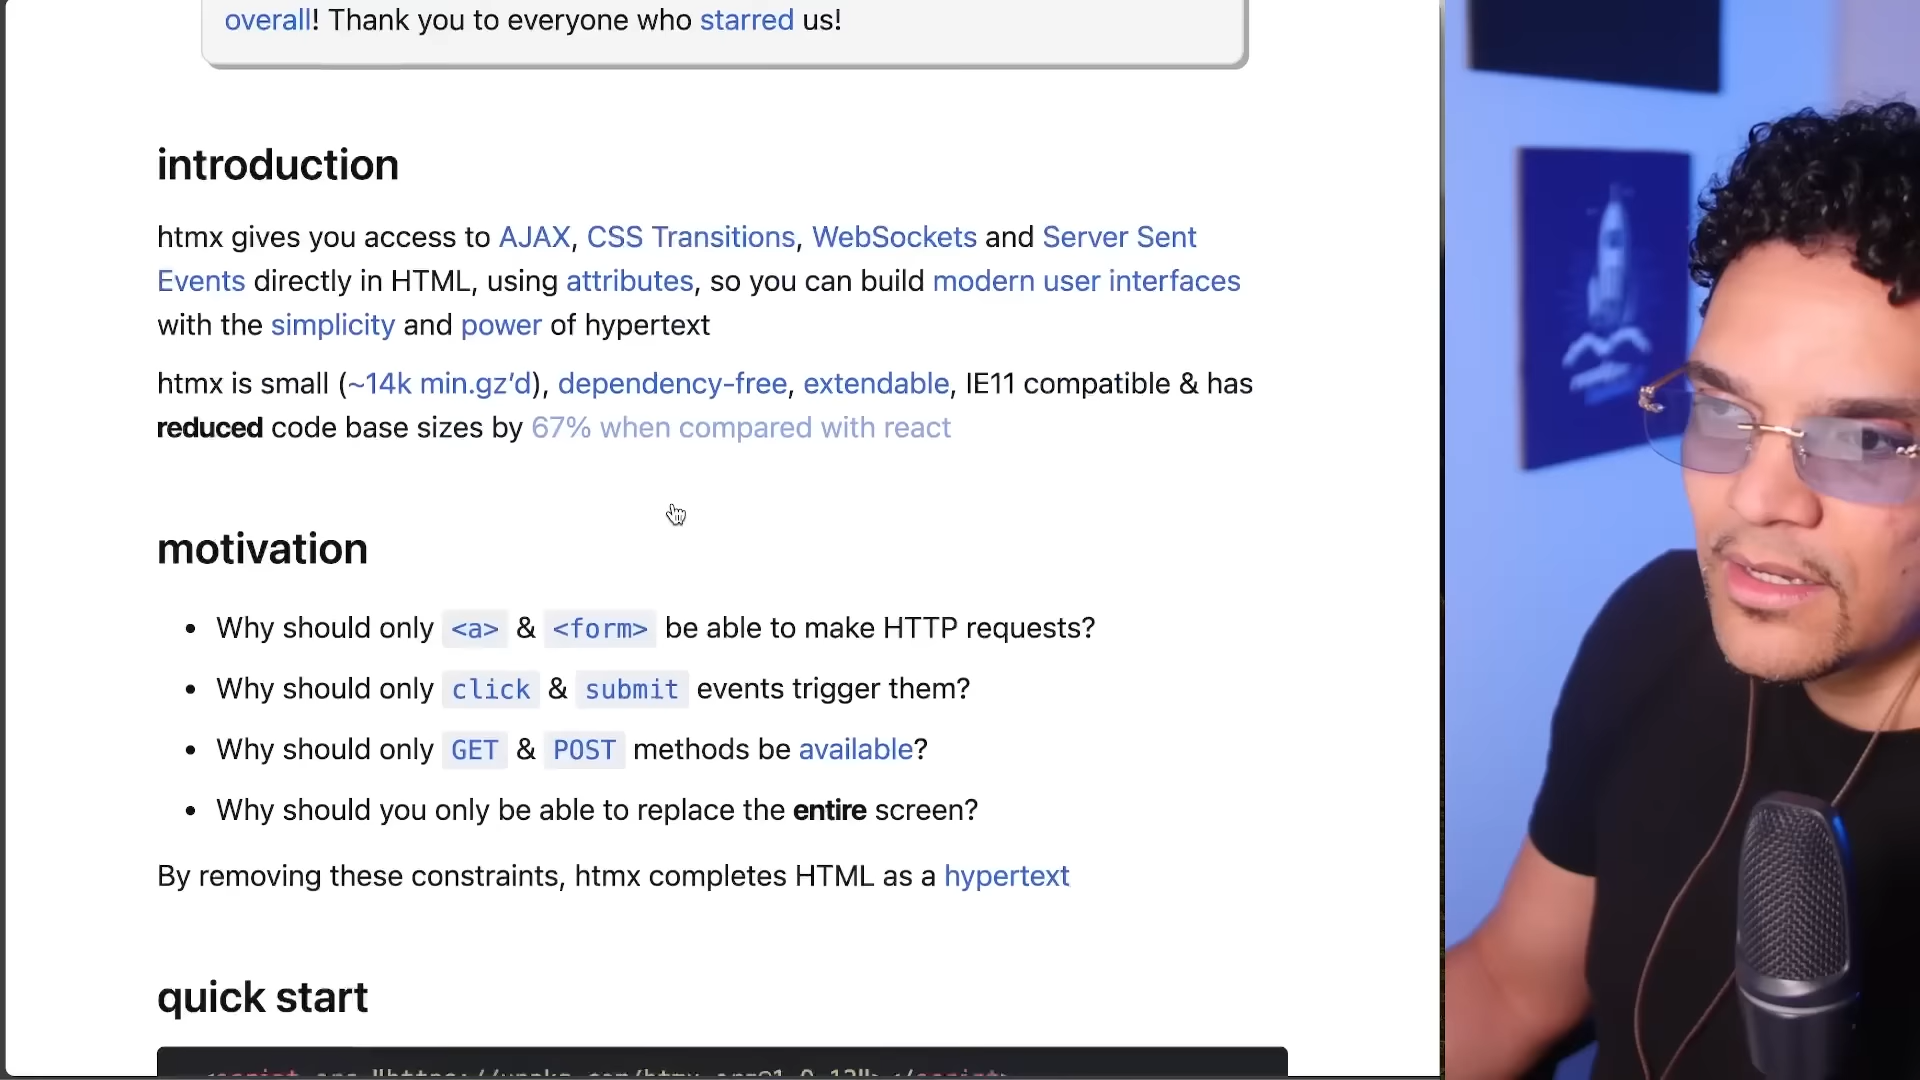 overall! Thank you to everyone who starred us!
introduction
htmx gives you access to AJAX, CSS Transitions, WebSockets and Server Sent
Events directly in HTML, using attributes, so you can build modern user interfaces
with the simplicity and power of hypertext
htmx is small (~14k min.gz’d), dependency-free, extendable, IE11 compatible & has
reduced code base sizes by 67% when compared with react
motivation
• Why should only <a> & <form> be able to make HTTP requests?
• Why should only click & submit events trigger them?
• Why should only GET & POST methods be available?
• Why should you only be able to replace the entire screen?
By removing these constraints, htmx completes HTML as a hypertext
quick start